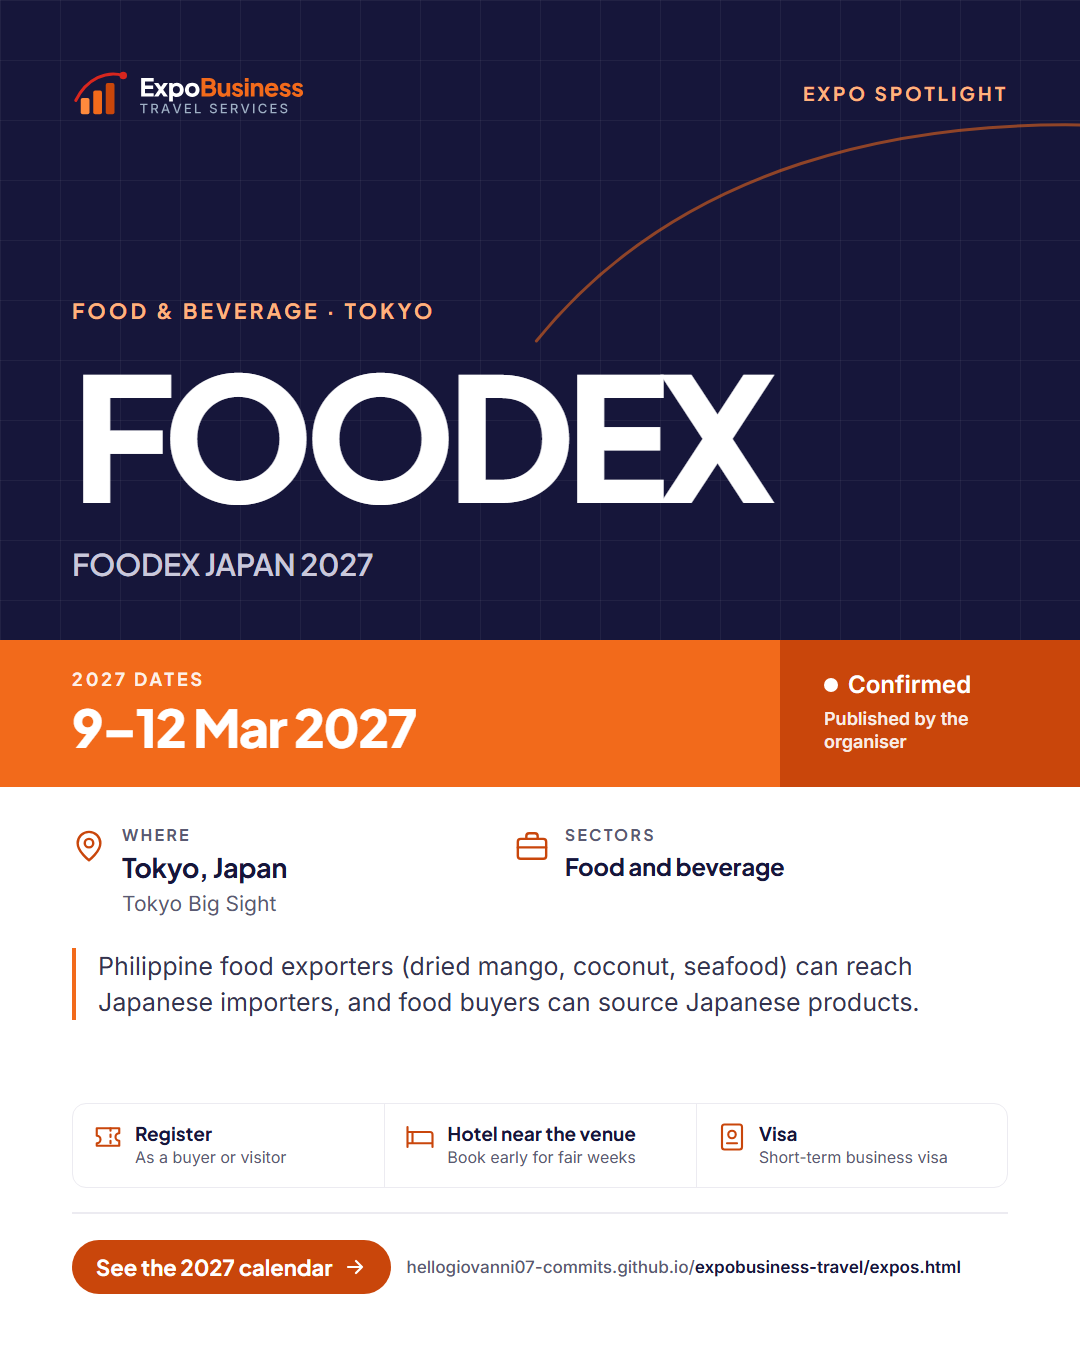 ExpoBusiness
TRAVEL SERVICES
EXPO SPOTLIGHT
FOOD & BEVERAGE · TOKYO
FOODEX
FOODEX JAPAN 2027
2027 DATES
9–12 Mar 2027
Confirmed
Published by the
organiser
WHERE
Tokyo, Japan
Tokyo Big Sight
SECTORS
Food and beverage
Philippine food exporters (dried mango, coconut, seafood) can reach
Japanese importers, and food buyers can source Japanese products.
Register
As a buyer or visitor
Hotel near the venue
Book early for fair weeks
Visa
Short-term business visa
See the 2027 calendar →
hellogiovanni07-commits.github.io/expobusiness-travel/expos.html